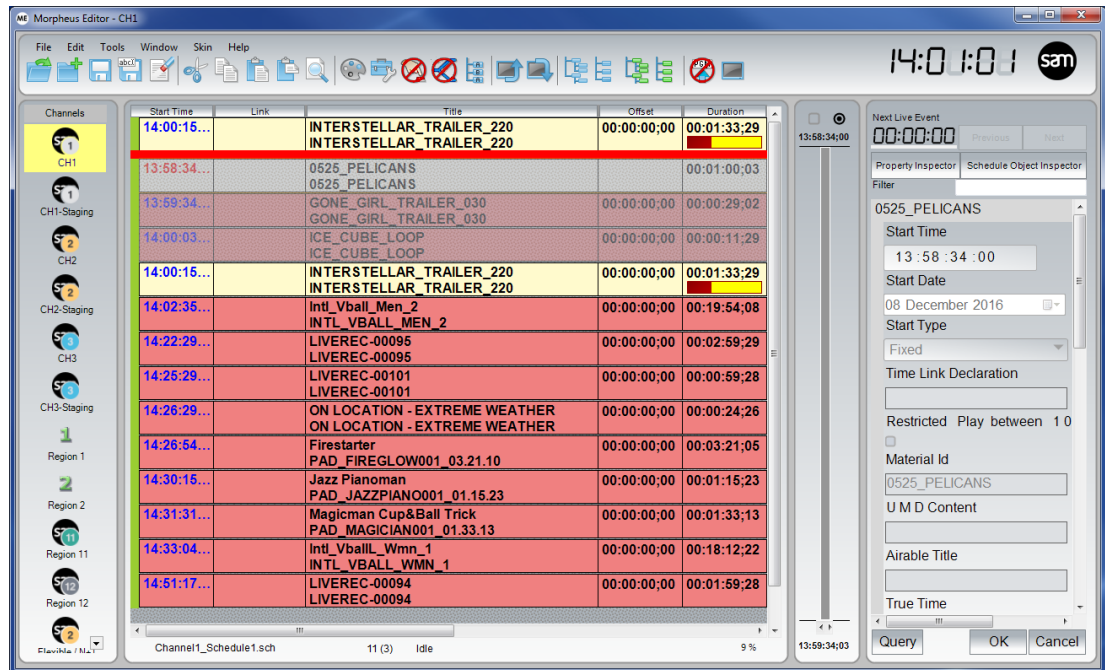 Morpheus Editor - CH1
File Edit Tools Window Skin Help
14:01:01
sam
Channels
CH1
CH1-Staging
CH2
CH2-Staging
CH3
CH3-Staging
1
Region 1
2
Region 2
Region 11
Region 12
Flexible / N+1
Start Time Link Title Offset Duration
14:00:15... INTERSTELLAR_TRAILER_220 00:00:00;00 00:01:33;29
INTERSTELLAR_TRAILER_220
13:58:34... 0525_PELICANS 00:01:00;03
0525_PELICANS
13:59:34... GONE_GIRL_TRAILER_030 00:00:00;00 00:00:29;02
GONE_GIRL_TRAILER_030
14:00:03... ICE_CUBE_LOOP 00:00:00;00 00:00:11;29
ICE_CUBE_LOOP
14:00:15... INTERSTELLAR_TRAILER_220 00:00:00;00 00:01:33;29
INTERSTELLAR_TRAILER_220
14:02:35... Intl_Vball_Men_2 00:00:00;00 00:19:54;08
INTL_VBALL_MEN_2
14:22:29... LIVEREC-00095 00:00:00;00 00:02:59;29
LIVEREC-00095
14:25:29... LIVEREC-00101 00:00:00;00 00:00:59;28
LIVEREC-00101
14:26:29... ON LOCATION - EXTREME WEATHER 00:00:00;00 00:00:24;26
ON LOCATION - EXTREME WEATHER
14:26:54... Firestarter 00:00:00;00 00:03:21;05
PAD_FIREGLOW001_03.21.10
14:30:15... Jazz Pianoman 00:00:00;00 00:01:15;23
PAD_JAZZPIANO001_01.15.23
14:31:31... Magicman Cup&Ball Trick 00:00:00;00 00:01:33;13
PAD_MAGICIAN001_01.33.13
14:33:04... Intl_VballL_Wmn_1 00:00:00;00 00:18:12;22
INTL_VBALL_WMN_1
14:51:17... LIVEREC-00094 00:00:00;00 00:01:59;28
LIVEREC-00094
Channel1_Schedule1.sch 11 (3) Idle 9 %
13:58:34;00
13:59:34;03
Next Live Event
00:00:00 Previous Next
Property Inspector Schedule Object Inspector
Filter
0525_PELICANS
Start Time
13:58:34:00
Start Date
08 December 2016
Start Type
Fixed
Time Link Declaration
Restricted Play between 1 0
Material Id
0525_PELICANS
U M D Content
Airable Title
True Time
Query OK Cancel